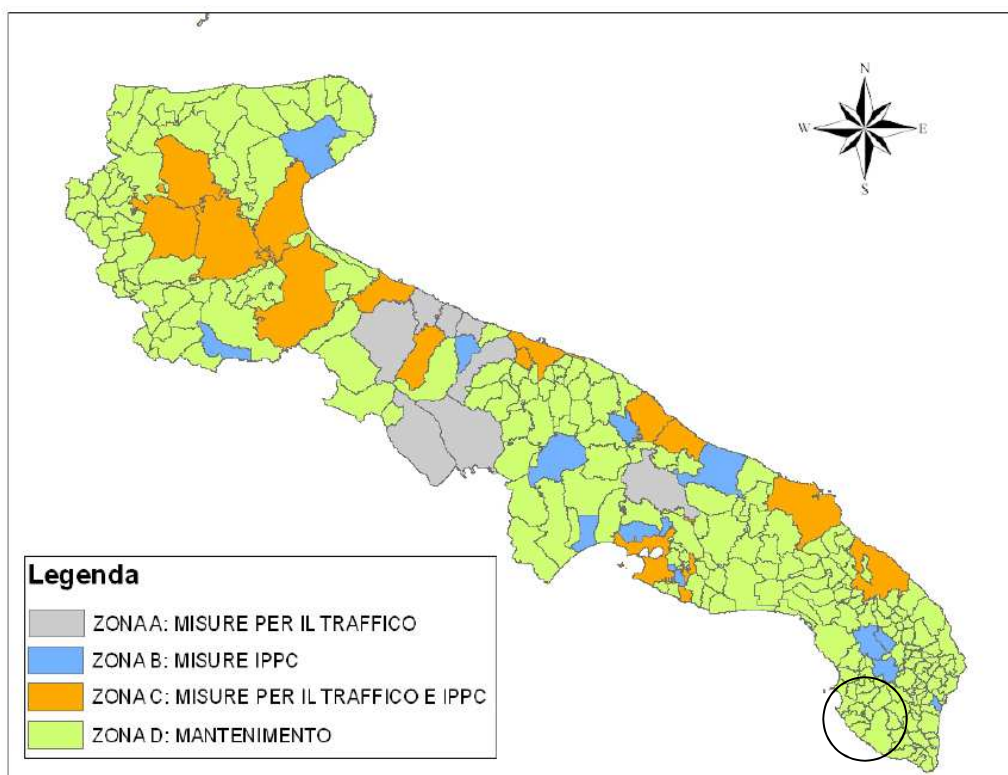 N
W E
S
Legenda
ZONA A: MISURE PER IL TRAFFICO
ZONA B: MISURE IPPC
ZONA C: MISURE PER IL TRAFFICO E IPPC
ZONA D: MANTENIMENTO